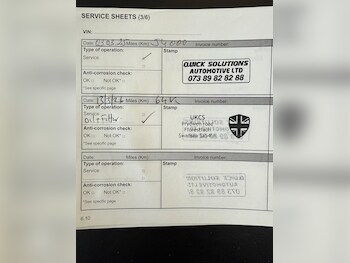 SERVICE SHEETS (3/6)
VIN:
Date: Miles (Km) 54000 Invoice number:
Type of operation: Stamp
Service
QUICK SOLUTIONS
AUTOMOTIVE LTD
073 89 82 82 88
Anti-corrosion check:
OK □ Not OK* □
*See specific page
Date: Miles (Km) 64K Invoice number:
Type of operation: Stamp
Service
Oil + Filter
UKCS
Anti-corrosion check:
OK □ Not OK* □
*See specific page
Date: Miles (Km) Invoice number:
Type of operation: Stamp
Service
Anti-corrosion check:
OK □ Not OK* □
*See specific page